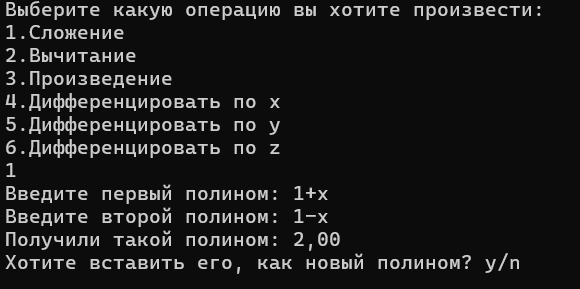 Выберите какую операцию вы хотите произвести:
1.Сложение
2.Вычитание
3.Произведение
4.Дифференцировать по x
5.Дифференцировать по y
6.Дифференцировать по z
1
Введите первый полином: 1+x
Введите второй полином: 1-x
Получили такой полином: 2,00
Хотите вставить его, как новый полином? y/n